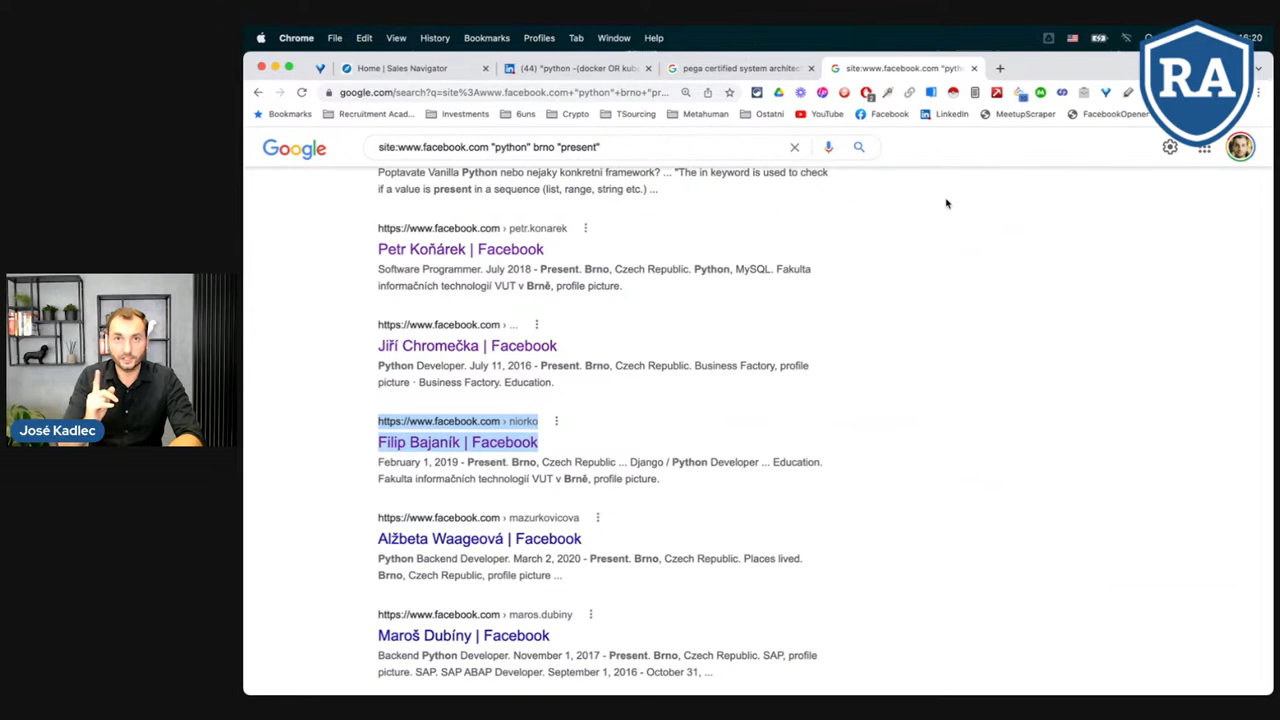 Chrome File Edit View History Bookmarks Profiles Tab Window Help
16:20
RA
Home | Sales Navigator
(44) "python -(docker OR kub
pega certified system architec
site:www.facebook.com "pyth
google.com/search?q=site%3Awww.facebook.com+"python"+brno+"pr...
Bookmarks Recruitment Acad... Investments 6uns Crypto TSourcing Metahuman Ostatni YouTube Facebook LinkedIn MeetupScraper FacebookOpener
Google
site:www.facebook.com "python" brno "present"
Poptavate Vanilla Python nebo nejaky konkretni framework? ... "The in keyword is used to check
if a value is present in a sequence (list, range, string etc.) ...
https://www.facebook.com › petr.konarek
Petr Koňárek | Facebook
Software Programmer. July 2018 - Present. Brno, Czech Republic. Python, MySQL. Fakulta
informačních technologií VUT v Brně, profile picture.
https://www.facebook.com › ...
Jiří Chromečka | Facebook
Python Developer. July 11, 2016 - Present. Brno, Czech Republic. Business Factory, profile
picture · Business Factory. Education.
https://www.facebook.com › niorko
Filip Bajaník | Facebook
February 1, 2019 - Present. Brno, Czech Republic ... Django / Python Developer ... Education.
Fakulta informačních technologií VUT v Brně, profile picture.
José Kadlec
https://www.facebook.com › mazurkovicova
Alžbeta Waageová | Facebook
Python Backend Developer. March 2, 2020 - Present. Brno, Czech Republic. Places lived.
Brno, Czech Republic, profile picture ...
https://www.facebook.com › maros.dubiny
Maroš Dubíny | Facebook
Backend Python Developer. November 1, 2017 - Present. Brno, Czech Republic. SAP, profile
picture. SAP. SAP ABAP Developer. September 1, 2016 - October 31, ...